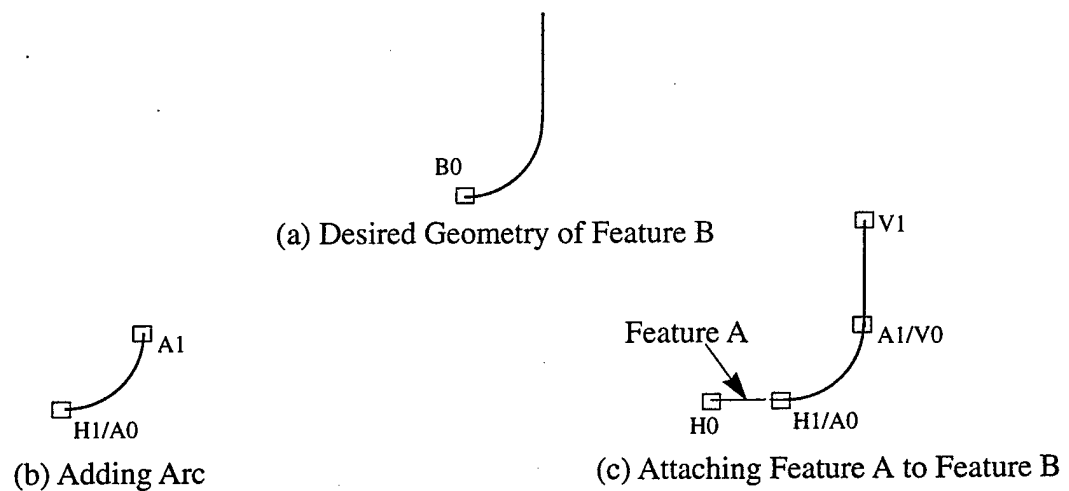 B0
(a) Desired Geometry of Feature B
A1
H1/A0
(b) Adding Arc
V1
A1/V0
Feature A
H0
H1/A0
(c) Attaching Feature A to Feature B